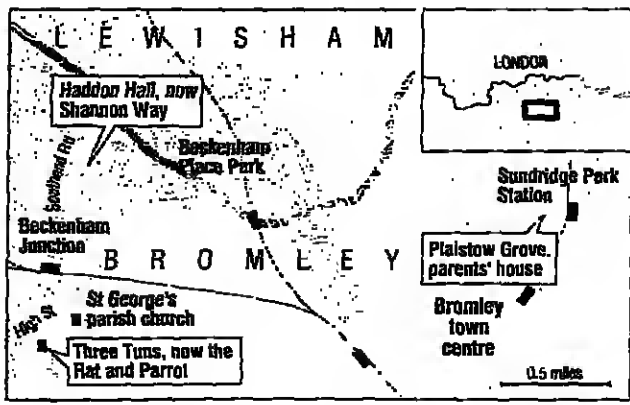 LEWISHAM
LONDON
Haddon Hall, now
Shannon Way
Beckenham
Place Park
Southend Rd
Sundridge Park
Station
Beckenham
Junction
BROMLEY
Plaistow Grove,
parents' house
St George's
parish church
Bromley
town
centre
High St
Three Tuns, now the
Rat and Parrot
0.5 miles